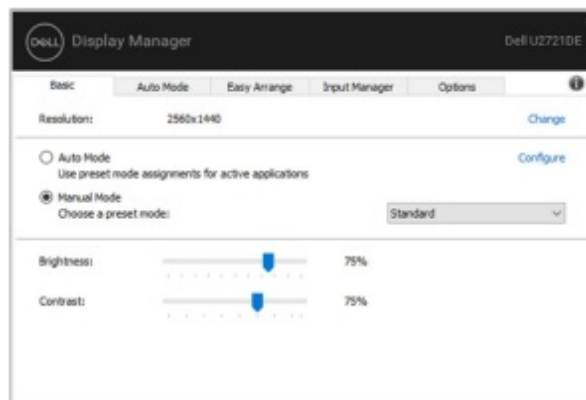 DELL Display Manager Dell U2721DE
Basic Auto Mode Easy Arrange Input Manager Options
Resolution: 2560x1440 Change
Auto Mode Configure
Use preset mode assignments for active applications
Manual Mode
Choose a preset mode: Standard
Brightness: 75%
Contrast: 75%